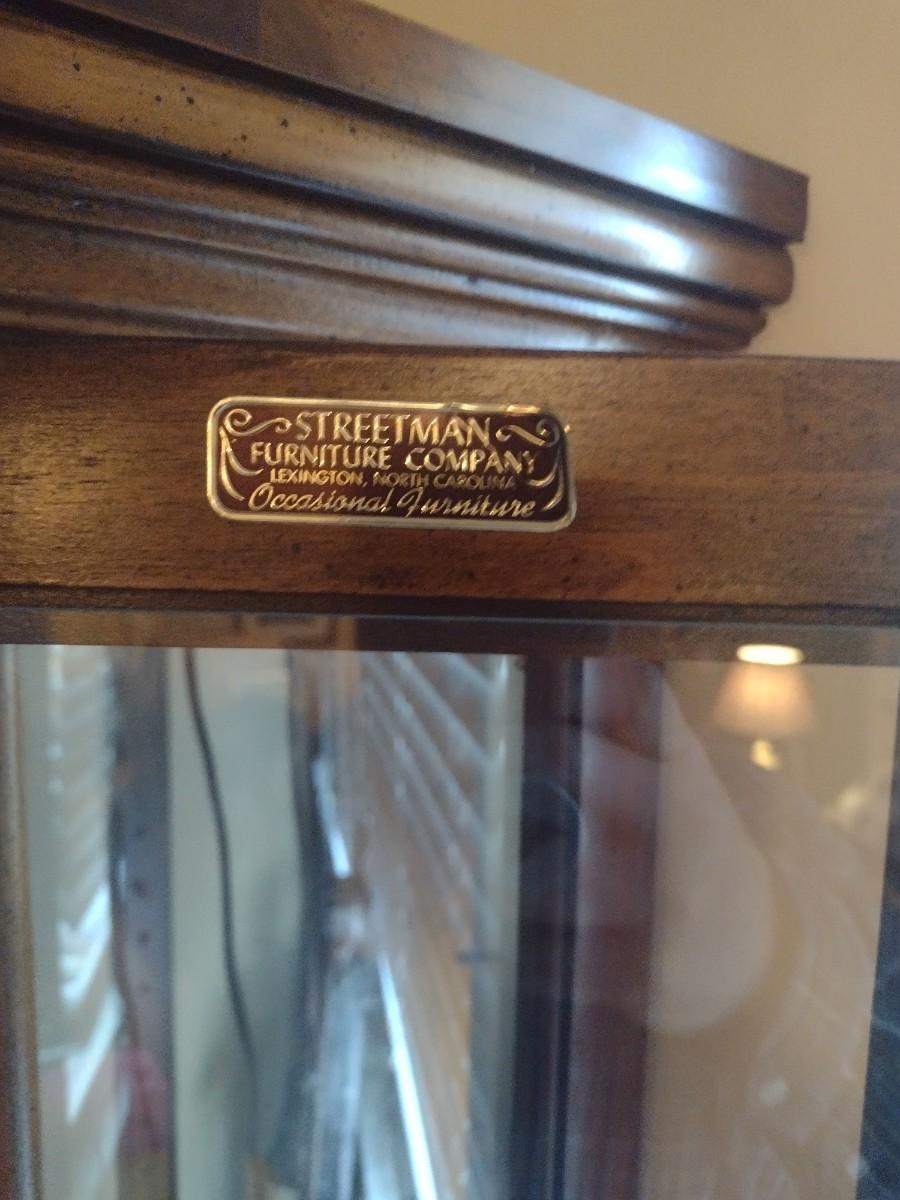 STREETMAN
FURNITURE COMPANY
LEXINGTON, NORTH CAROLINA
Occasional Furniture